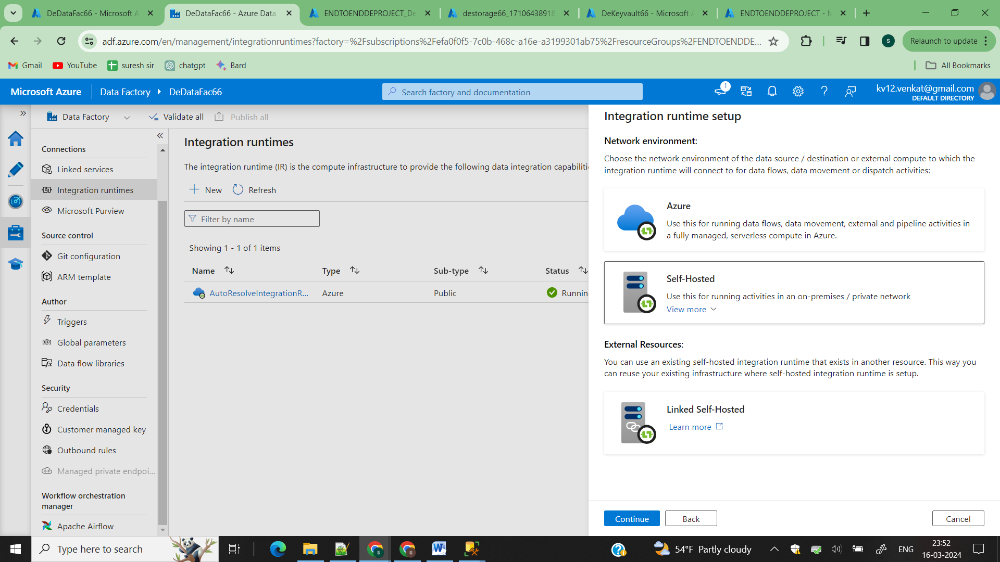 DeDataFac66 - Microsoft A
DeDataFac66 - Azure Data
ENDTOENDDEPROJECT_De
destorage66_17106438918
DeKeyvault66 - Microsoft A
ENDTOENDDEPROJECT - M
adf.azure.com/en/management/integrationruntimes?factory=%2Fsubscriptions%2Fefa0f0f5-7c0b-468c-a16e-a3199301ab75%2FresourceGroups%2FENDTOENDDE...
S
Relaunch to update
Gmail
YouTube
suresh sir
chatgpt
Bard
All Bookmarks
Microsoft Azure
Data Factory
DeDataFac66
Search factory and documentation
1
kv12.venkat@gmail.com
DEFAULT DIRECTORY
Data Factory
Validate all
Publish all
Connections
Linked services
Integration runtimes
Microsoft Purview
Source control
Git configuration
ARM template
Author
Triggers
Global parameters
Data flow libraries
Security
Credentials
Customer managed key
Outbound rules
Managed private endpoi...
Workflow orchestration
manager
Apache Airflow
Integration runtimes
The integration runtime (IR) is the compute infrastructure to provide the following data integration capabilitie
New
Refresh
Filter by name
Showing 1 - 1 of 1 items
Name Type Sub-type Status
AutoResolveIntegrationR... Azure Public Runnin
Integration runtime setup
Network environment:
Choose the network environment of the data source / destination or external compute to which the
integration runtime will connect to for data flows, data movement or dispatch activities:
Azure
Use this for running data flows, data movement, external and pipeline activities in
a fully managed, serverless compute in Azure.
Self-Hosted
Use this for running activities in an on-premises / private network
View more
External Resources:
You can use an existing self-hosted integration runtime that exists in another resource. This way you
can reuse your existing infrastructure where self-hosted integration runtime is setup.
Linked Self-Hosted
Learn more
Continue
Back
Cancel
Type here to search
54°F Partly cloudy
ENG
23:52
16-03-2024